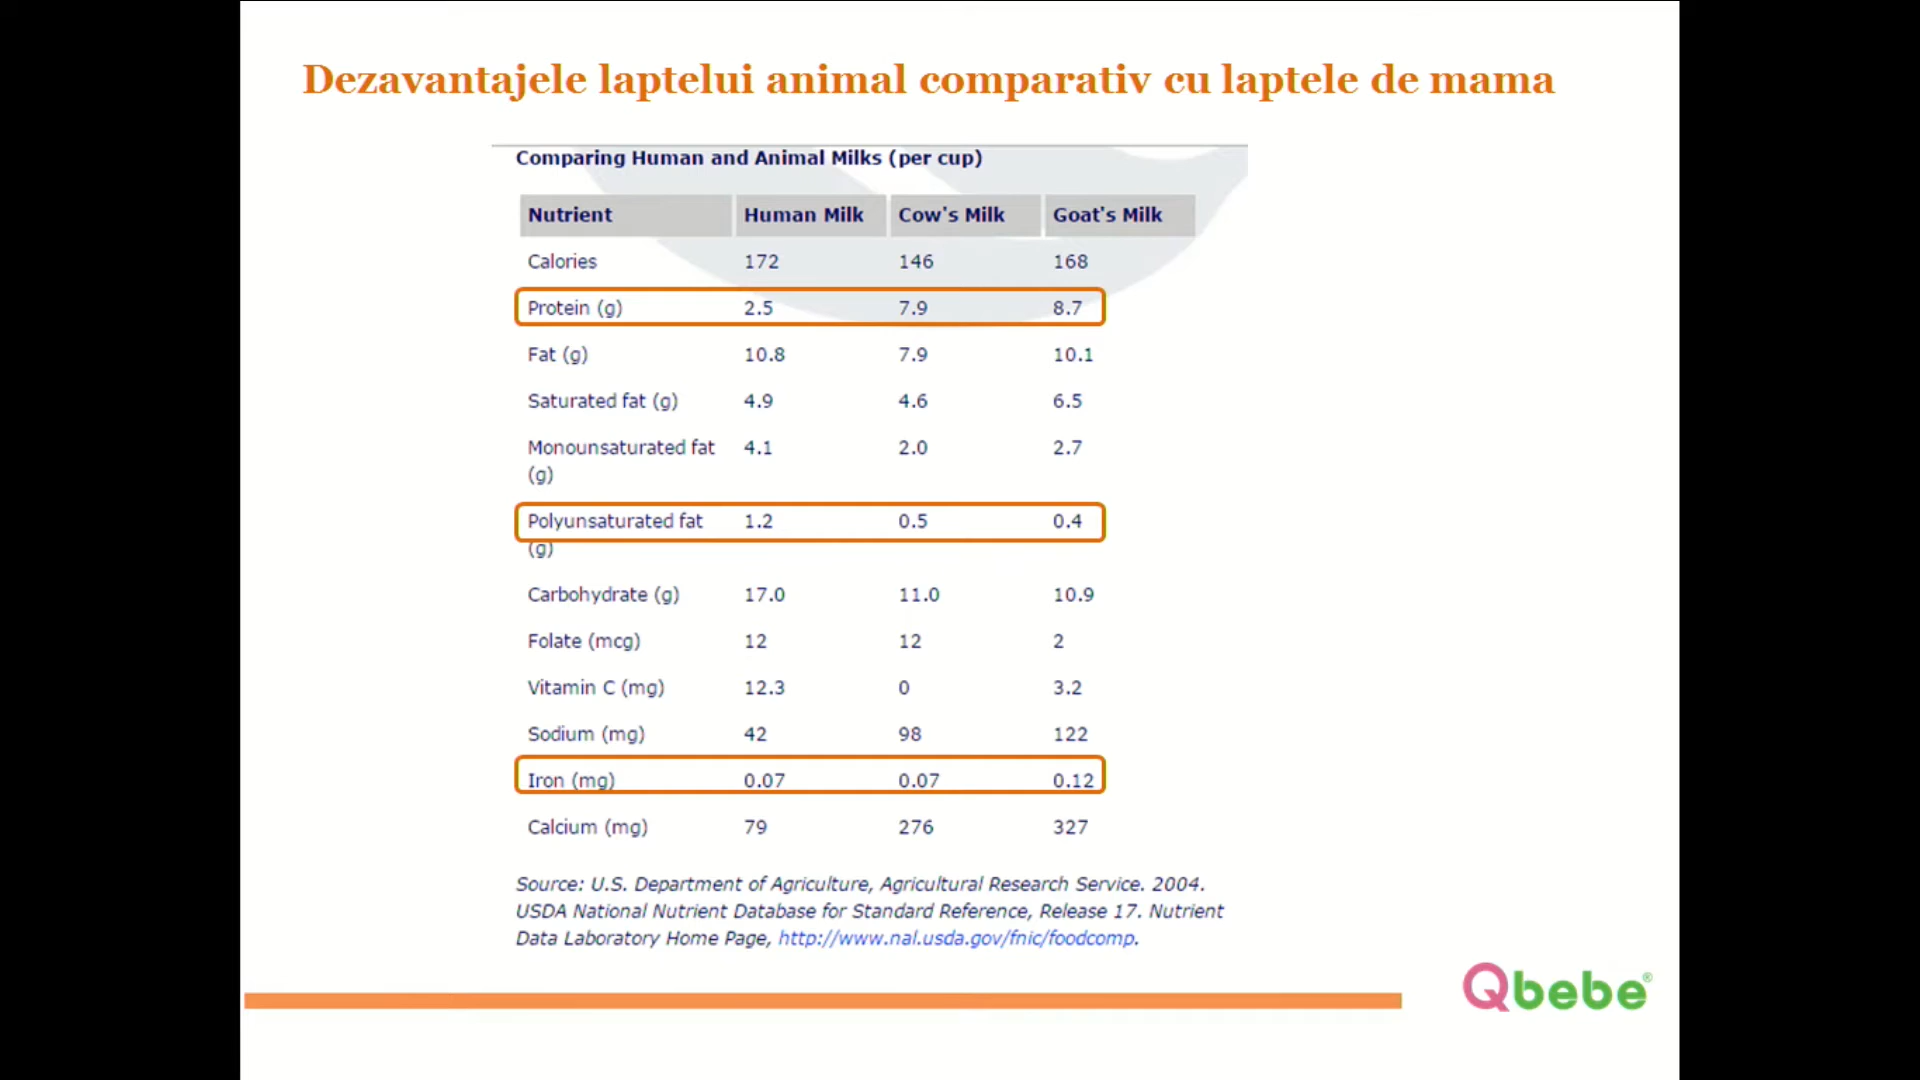 Dezavantajele laptelui animal comparativ cu laptele de mama
Comparing Human and Animal Milks (per cup)
Nutrient Human Milk Cow's Milk Goat's Milk
Calories 172 146 168
Protein (g) 2.5 7.9 8.7
Fat (g) 10.8 7.9 10.1
Saturated fat (g) 4.9 4.6 6.5
Monounsaturated fat 4.1 2.0 2.7
(g)
Polyunsaturated fat 1.2 0.5 0.4
(g)
Carbohydrate (g) 17.0 11.0 10.9
Folate (mcg) 12 12 2
Vitamin C (mg) 12.3 0 3.2
Sodium (mg) 42 98 122
Iron (mg) 0.07 0.07 0.12
Calcium (mg) 79 276 327
Source: U.S. Department of Agriculture, Agricultural Research Service. 2004.
USDA National Nutrient Database for Standard Reference, Release 17. Nutrient
Data Laboratory Home Page, http://www.nal.usda.gov/fnic/foodcomp.
Qbebe®